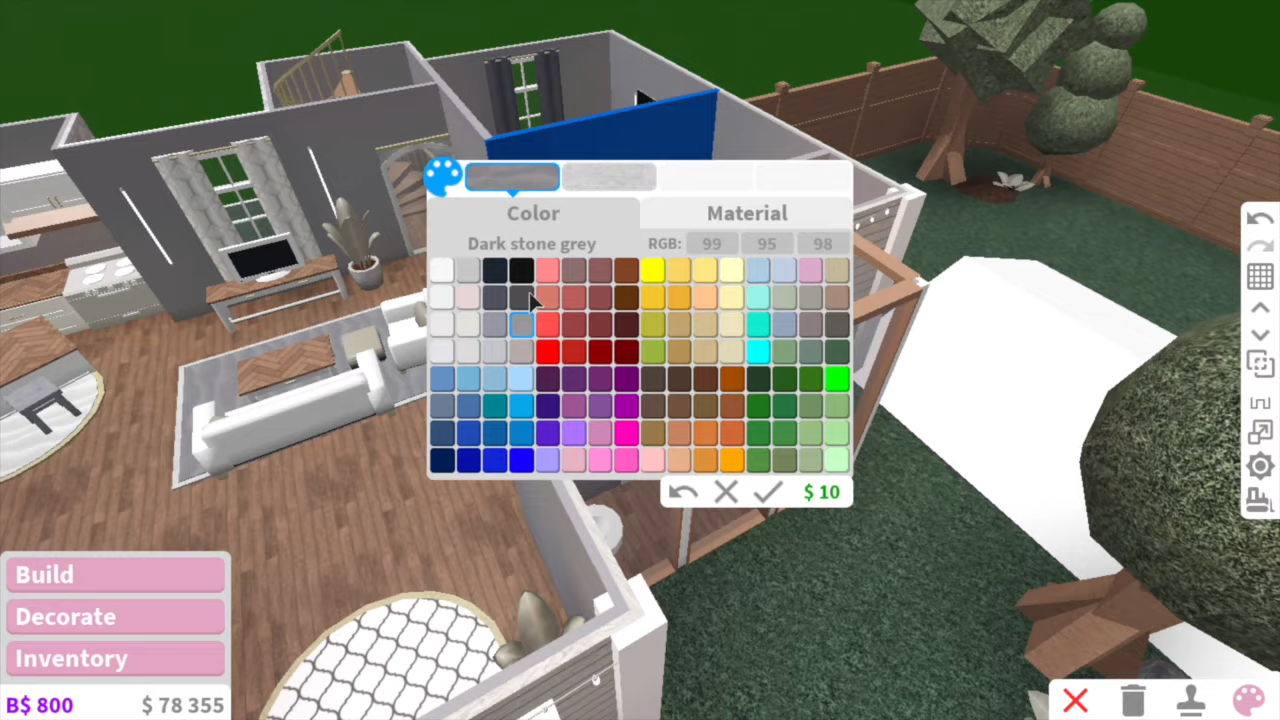 Color
Material
Dark stone grey
RGB: 99 95 98
$ 10
Build
Decorate
Inventory
B$ 800
$ 78 355